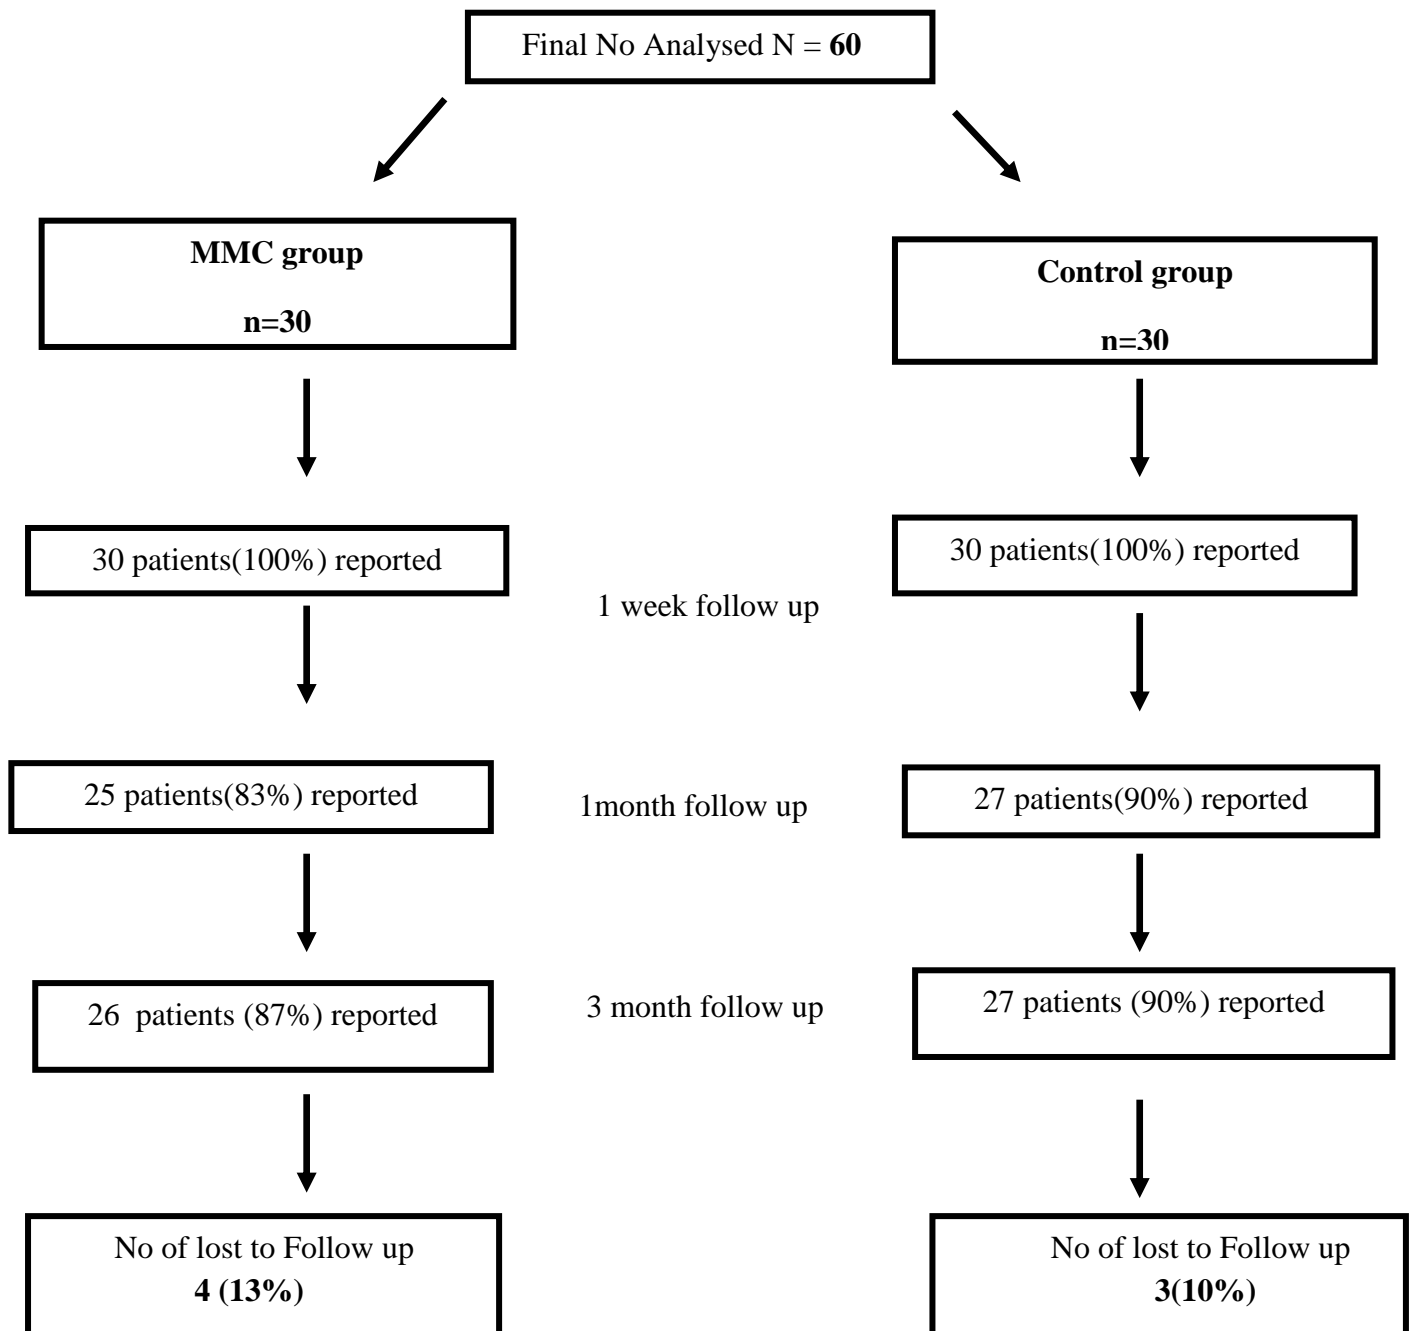 Final No Analysed N = 60
MMC group
n=30
Control group
n=30
30 patients(100%) reported
30 patients(100%) reported
1 week follow up
25 patients(83%) reported
1month follow up
27 patients(90%) reported
26 patients (87%) reported
3 month follow up
27 patients (90%) reported
No of lost to Follow up
4 (13%)
No of lost to Follow up
3(10%)